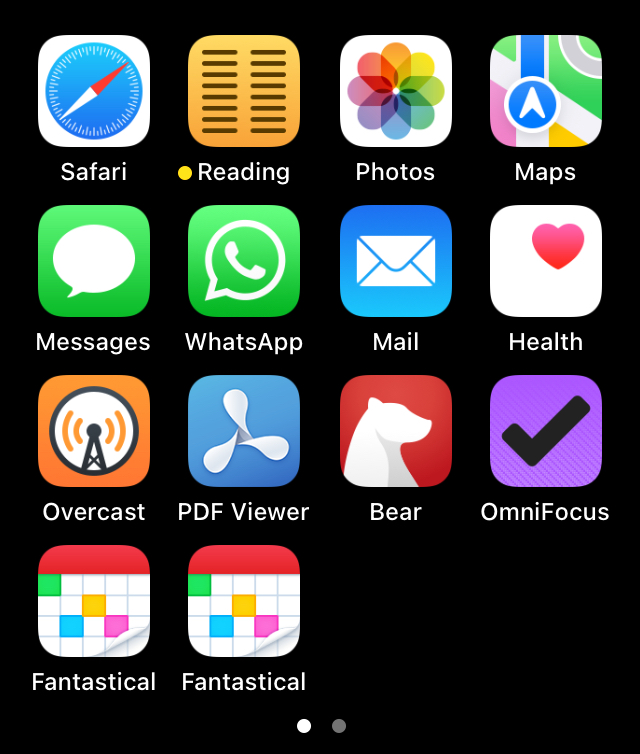 Safari
Reading
Photos
Maps
Messages
WhatsApp
Mail
Health
Overcast
PDF Viewer
Bear
OmniFocus
Fantastical
Fantastical